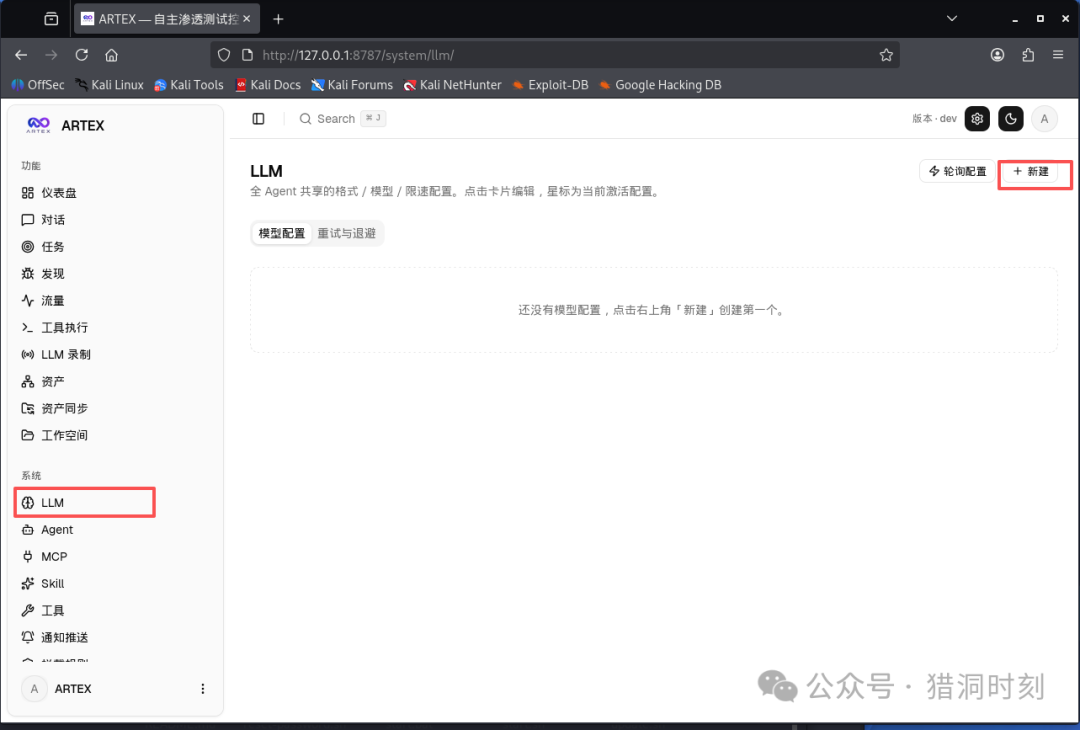 ARTEX — 自主渗透测试控
http://127.0.0.1:8787/system/llm/
OffSec Kali Linux Kali Tools Kali Docs Kali Forums Kali NetHunter Exploit-DB Google Hacking DB
ARTEX
ARTEX
Search ⌘ J
版本 · dev
A
功能
仪表盘
对话
任务
发现
流量
工具执行
LLM 录制
资产
资产同步
工作空间
系统
LLM
Agent
MCP
Skill
工具
通知推送
A
ARTEX
LLM
轮询配置
+ 新建
全 Agent 共享的格式 / 模型 / 限速配置。点击卡片编辑，星标为当前激活配置。
模型配置 重试与退避
还没有模型配置，点击右上角「新建」创建第一个。
公众号 · 猎洞时刻